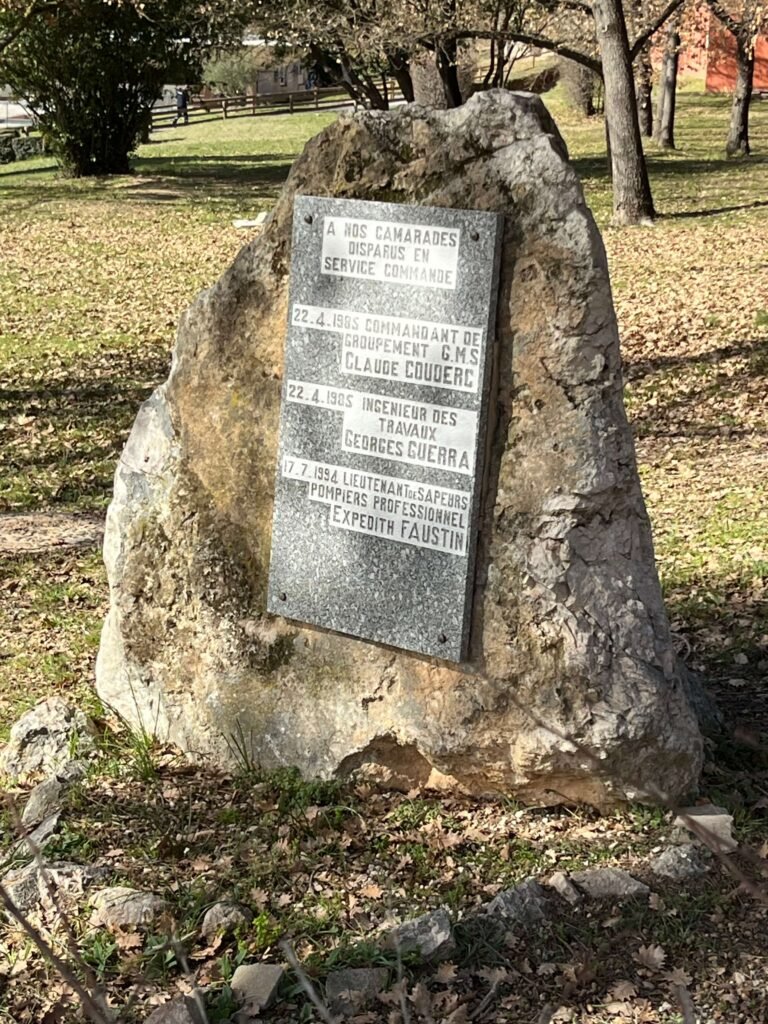 A NOS CAMARADES
DISPARUS EN
SERVICE COMMANDE
22.4.1985 COMMANDANT DE
GROUPEMENT G.M.S
CLAUDE COUDERC
22.4.1985 INGENIEUR DES
TRAVAUX
GEORGES GUERRA
17.7.1994 LIEUTENANT DE SAPEURS
POMPIERS PROFESSIONNEL
EXPEDITH FAUSTIN